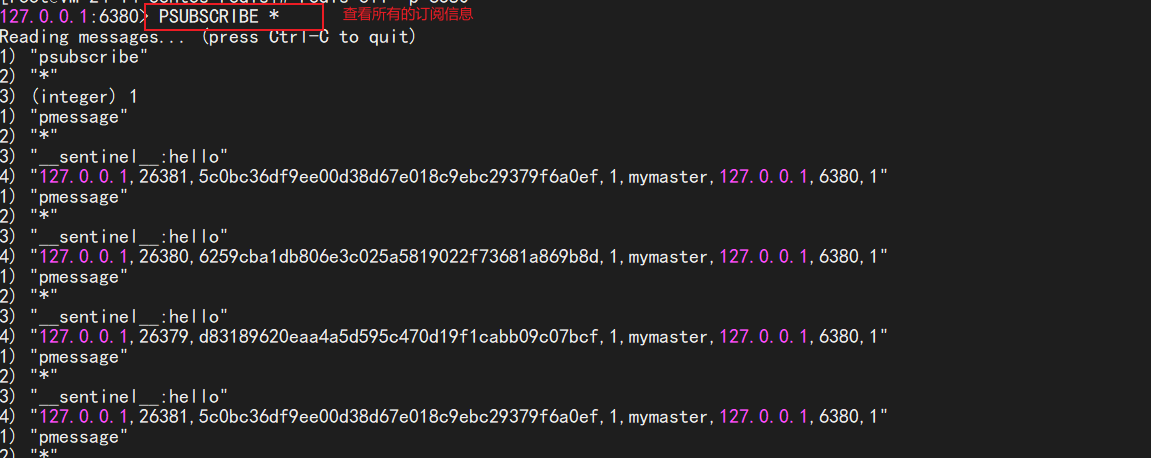 127.0.0.1:6380> PSUBSCRIBE * 查看所有的订阅信息
Reading messages... (press Ctrl-C to quit)
1) "psubscribe"
2) "*"
3) (integer) 1
1) "pmessage"
2) "*"
3) "__sentinel__:hello"
4) "127.0.0.1,26381,5c0bc36df9ee00d38d67e018c9ebc29379f6a0ef,1,mymaster,127.0.0.1,6380,1"
1) "pmessage"
2) "*"
3) "__sentinel__:hello"
4) "127.0.0.1,26380,6259cba1db806e3c025a5819022f73681a869b8d,1,mymaster,127.0.0.1,6380,1"
1) "pmessage"
2) "*"
3) "__sentinel__:hello"
4) "127.0.0.1,26379,d83189620eaa4a5d595c470d19f1cabb09c07bcf,1,mymaster,127.0.0.1,6380,1"
1) "pmessage"
2) "*"
3) "__sentinel__:hello"
4) "127.0.0.1,26381,5c0bc36df9ee00d38d67e018c9ebc29379f6a0ef,1,mymaster,127.0.0.1,6380,1"
1) "pmessage"
2) "*"